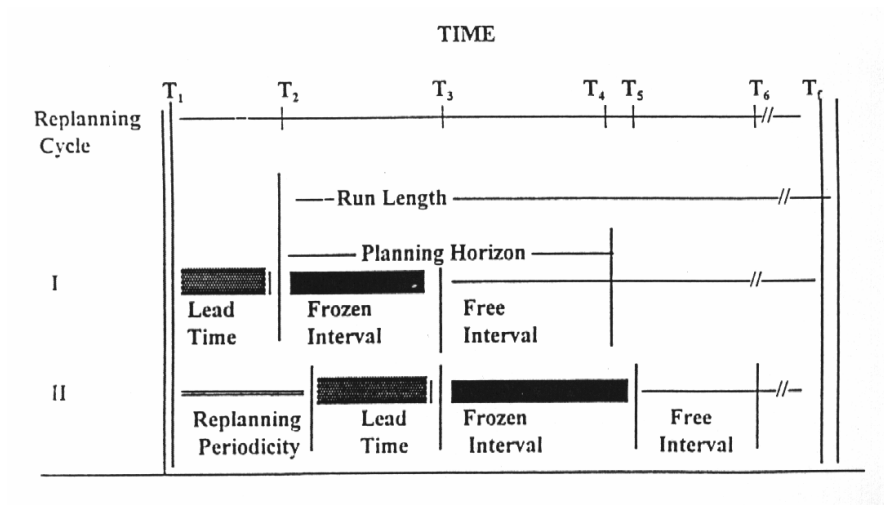 TIME
T1 T2 T3 T4 T5 T6
Replanning
Cycle
Run Length
Planning Horizon
I
Lead Frozen Free
Time Interval Interval
II
Replanning Lead Frozen Free
Periodicity Time Interval Interval